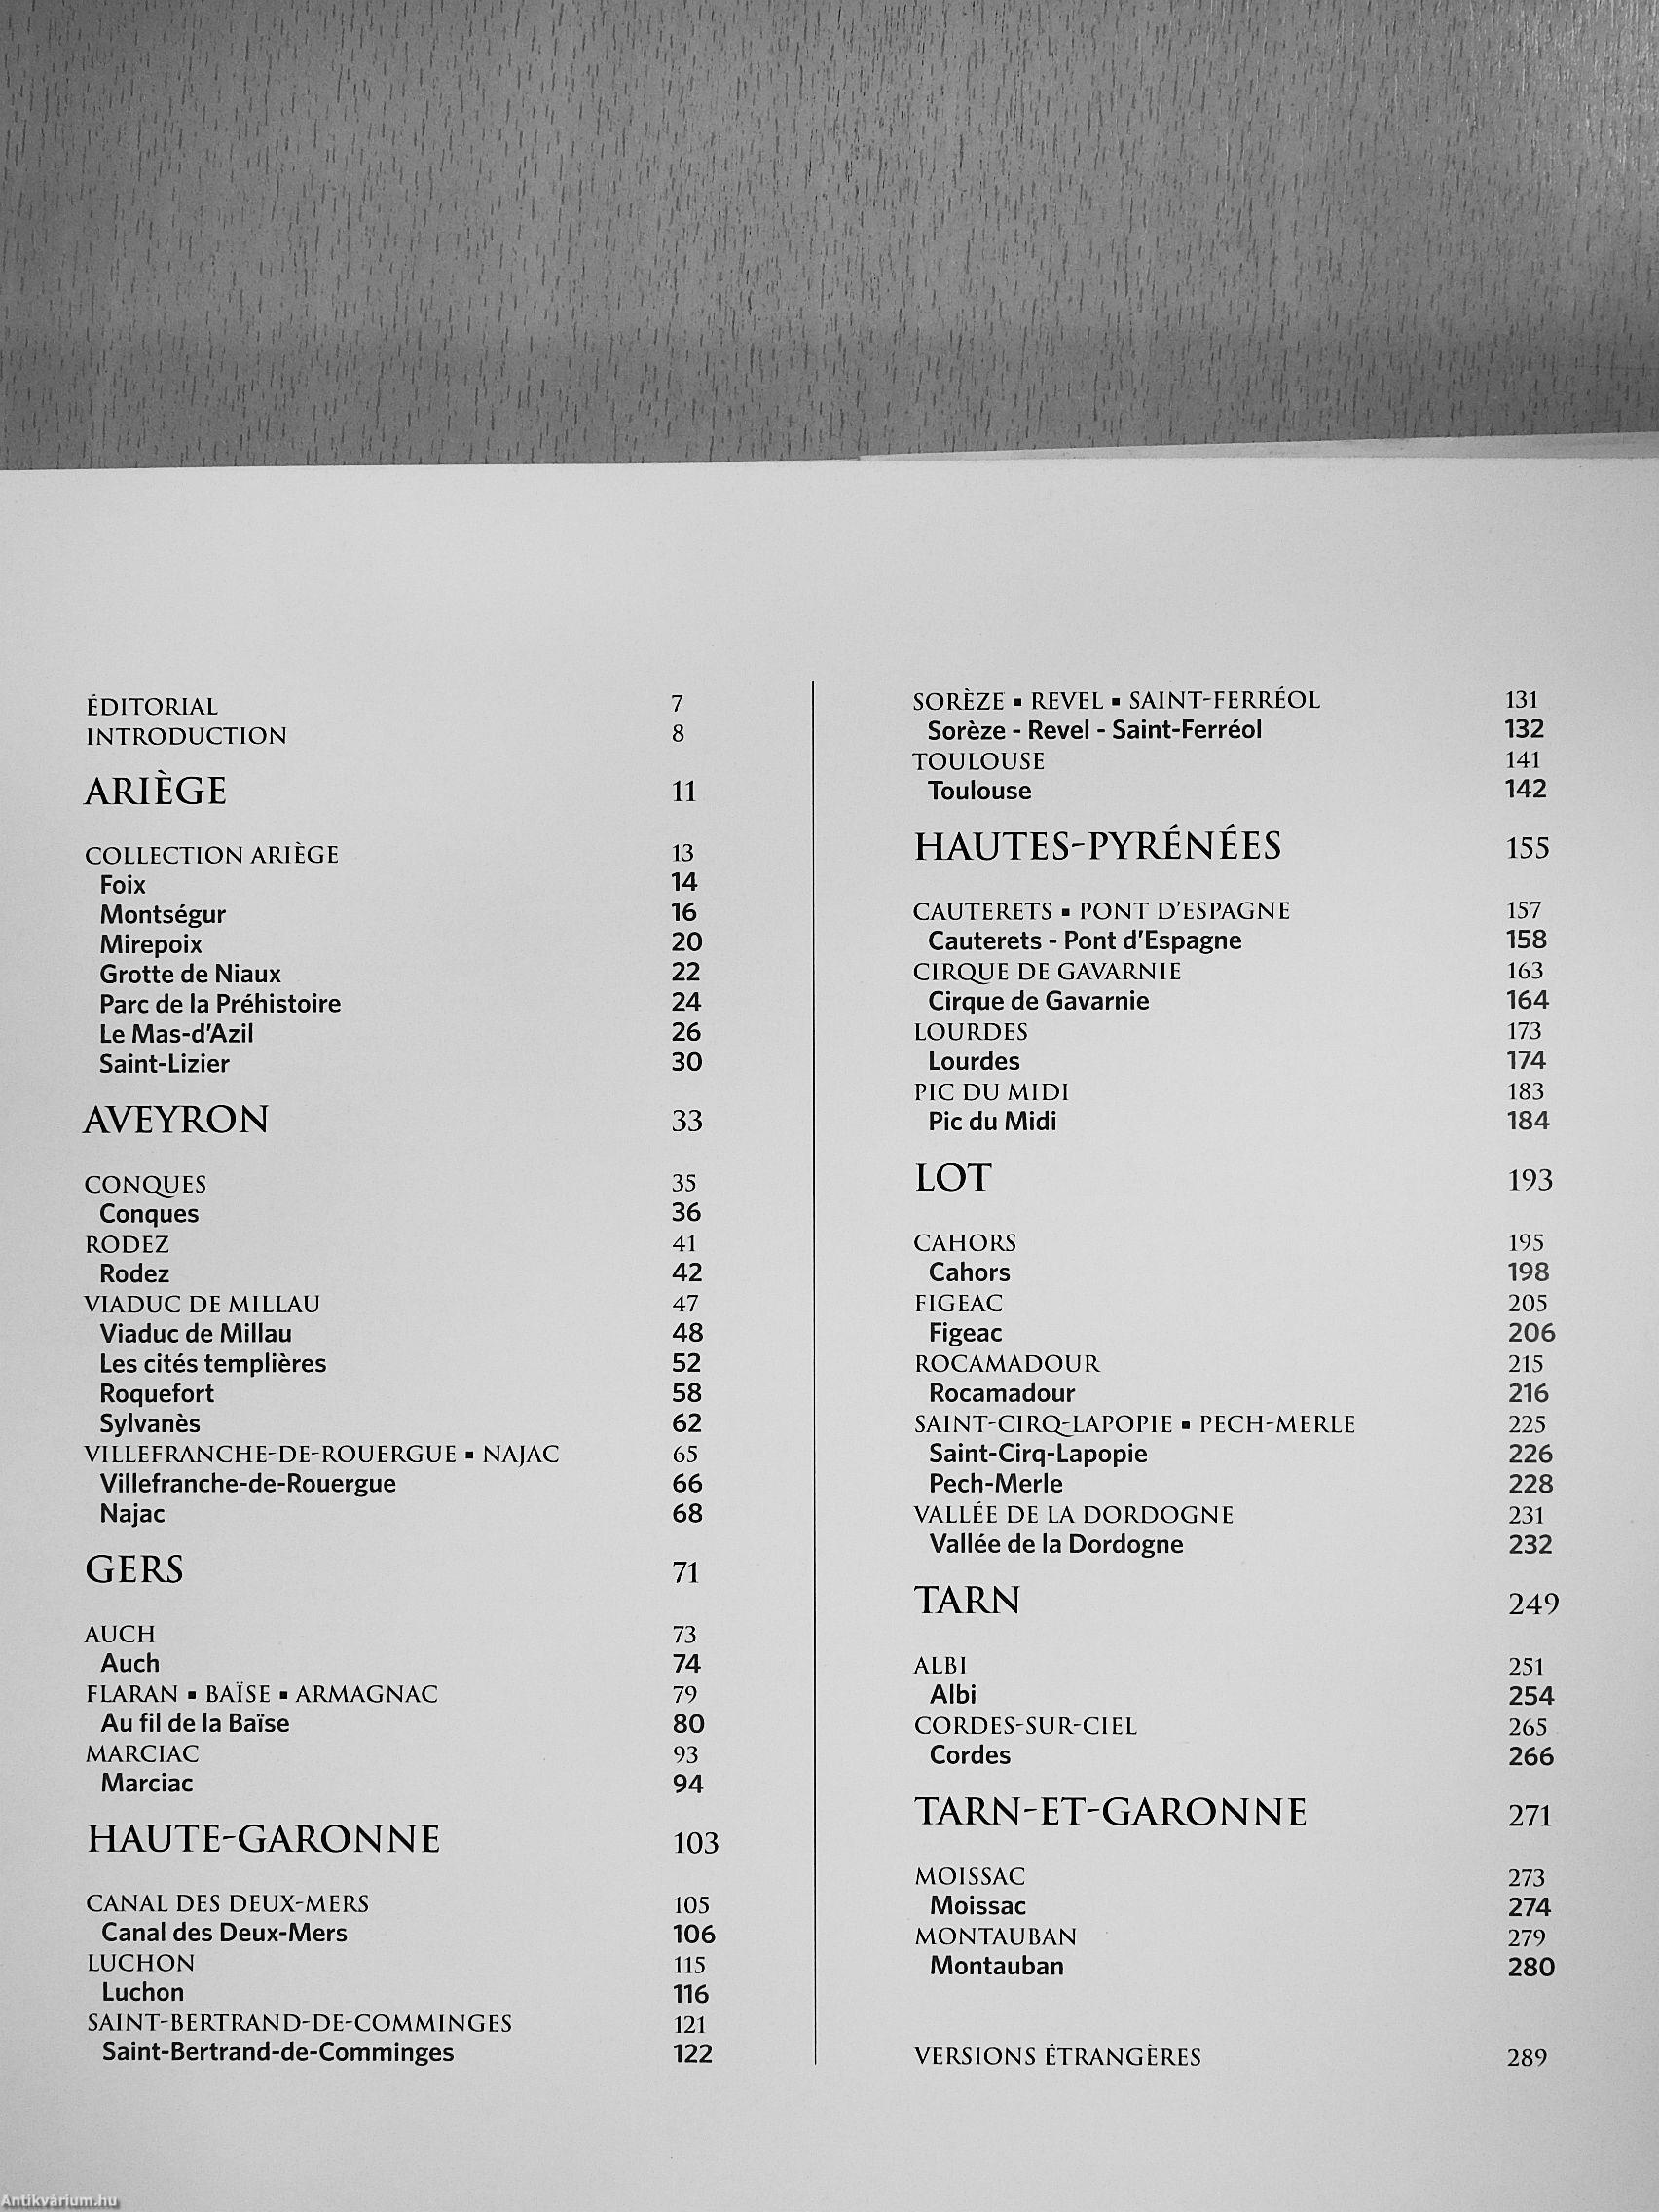 ÉDITORIAL 7
INTRODUCTION 8
ARIÈGE 11
COLLECTION ARIÈGE 13
Foix 14
Montségur 16
Mirepoix 20
Grotte de Niaux 22
Parc de la Préhistoire 24
Le Mas-d'Azil 26
Saint-Lizier 30
AVEYRON 33
CONQUES 35
Conques 36
RODEZ 41
Rodez 42
VIADUC DE MILLAU 47
Viaduc de Millau 48
Les cités templières 52
Roquefort 58
Sylvanès 62
VILLEFRANCHE-DE-ROUERGUE ▪ NAJAC 65
Villefranche-de-Rouergue 66
Najac 68
GERS 71
AUCH 73
Auch 74
FLARAN ▪ BAÏSE ▪ ARMAGNAC 79
Au fil de la Baïse 80
MARCIAC 93
Marciac 94
HAUTE-GARONNE 103
CANAL DES DEUX-MERS 105
Canal des Deux-Mers 106
LUCHON 115
Luchon 116
SAINT-BERTRAND-DE-COMMINGES 121
Saint-Bertrand-de-Comminges 122
SORÈZE ▪ REVEL ▪ SAINT-FERRÉOL 131
Sorèze - Revel - Saint-Ferréol 132
TOULOUSE 141
Toulouse 142
HAUTES-PYRÉNÉES 155
CAUTERETS ▪ PONT D'ESPAGNE 157
Cauterets - Pont d'Espagne 158
CIRQUE DE GAVARNIE 163
Cirque de Gavarnie 164
LOURDES 173
Lourdes 174
PIC DU MIDI 183
Pic du Midi 184
LOT 193
CAHORS 195
Cahors 198
FIGEAC 205
Figeac 206
ROCAMADOUR 215
Rocamadour 216
SAINT-CIRQ-LAPOPIE ▪ PECH-MERLE 225
Saint-Cirq-Lapopie 226
Pech-Merle 228
VALLÉE DE LA DORDOGNE 231
Vallée de la Dordogne 232
TARN 249
ALBI 251
Albi 254
CORDES-SUR-CIEL 265
Cordes 266
TARN-ET-GARONNE 271
MOISSAC 273
Moissac 274
MONTAUBAN 279
Montauban 280
VERSIONS ÉTRANGÈRES 289
Antikvárium.hu